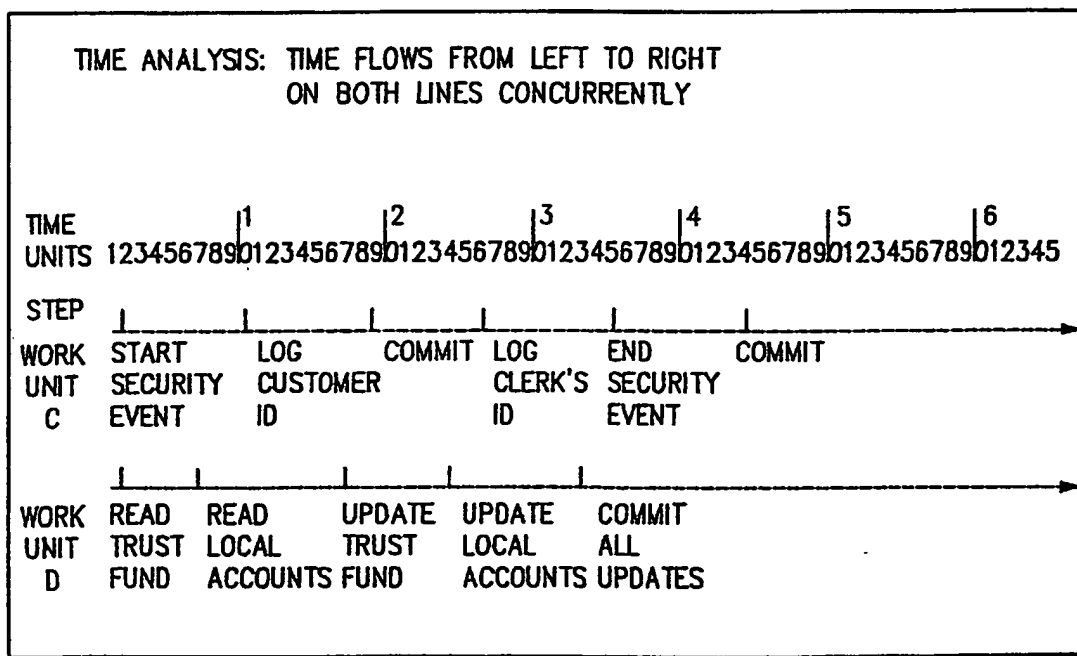 TIME ANALYSIS: TIME FLOWS FROM LEFT TO RIGHT
ON BOTH LINES CONCURRENTLY
1 2 3 4 5 6
TIME
UNITS 12345678901234567890123456789012345678901234567890123456789012345
STEP
WORK START LOG COMMIT LOG END COMMIT
UNIT SECURITY CUSTOMER CLERK'S SECURITY
C EVENT ID ID EVENT
WORK READ READ UPDATE UPDATE COMMIT
UNIT TRUST LOCAL TRUST LOCAL ALL
D FUND ACCOUNTS FUND ACCOUNTS UPDATES